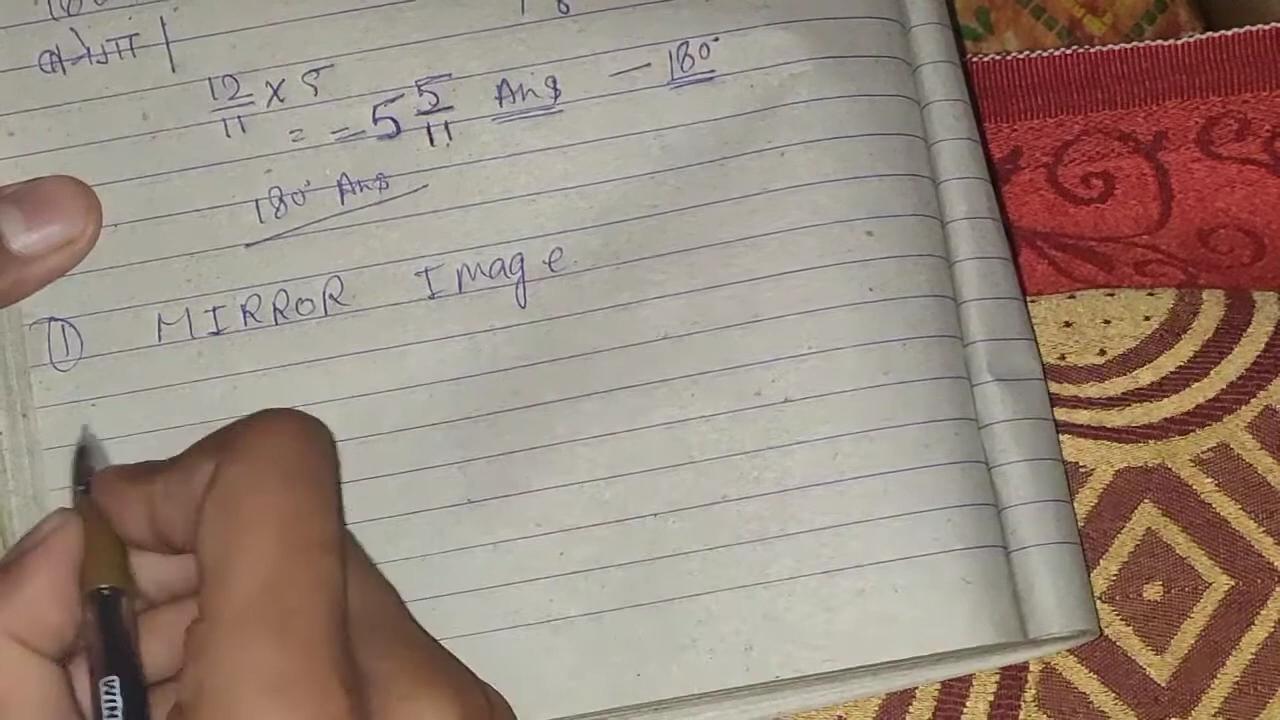 12/11 × 5
= = 5 5/11 Ans — 180°
180° Ans
① MIRROR Image